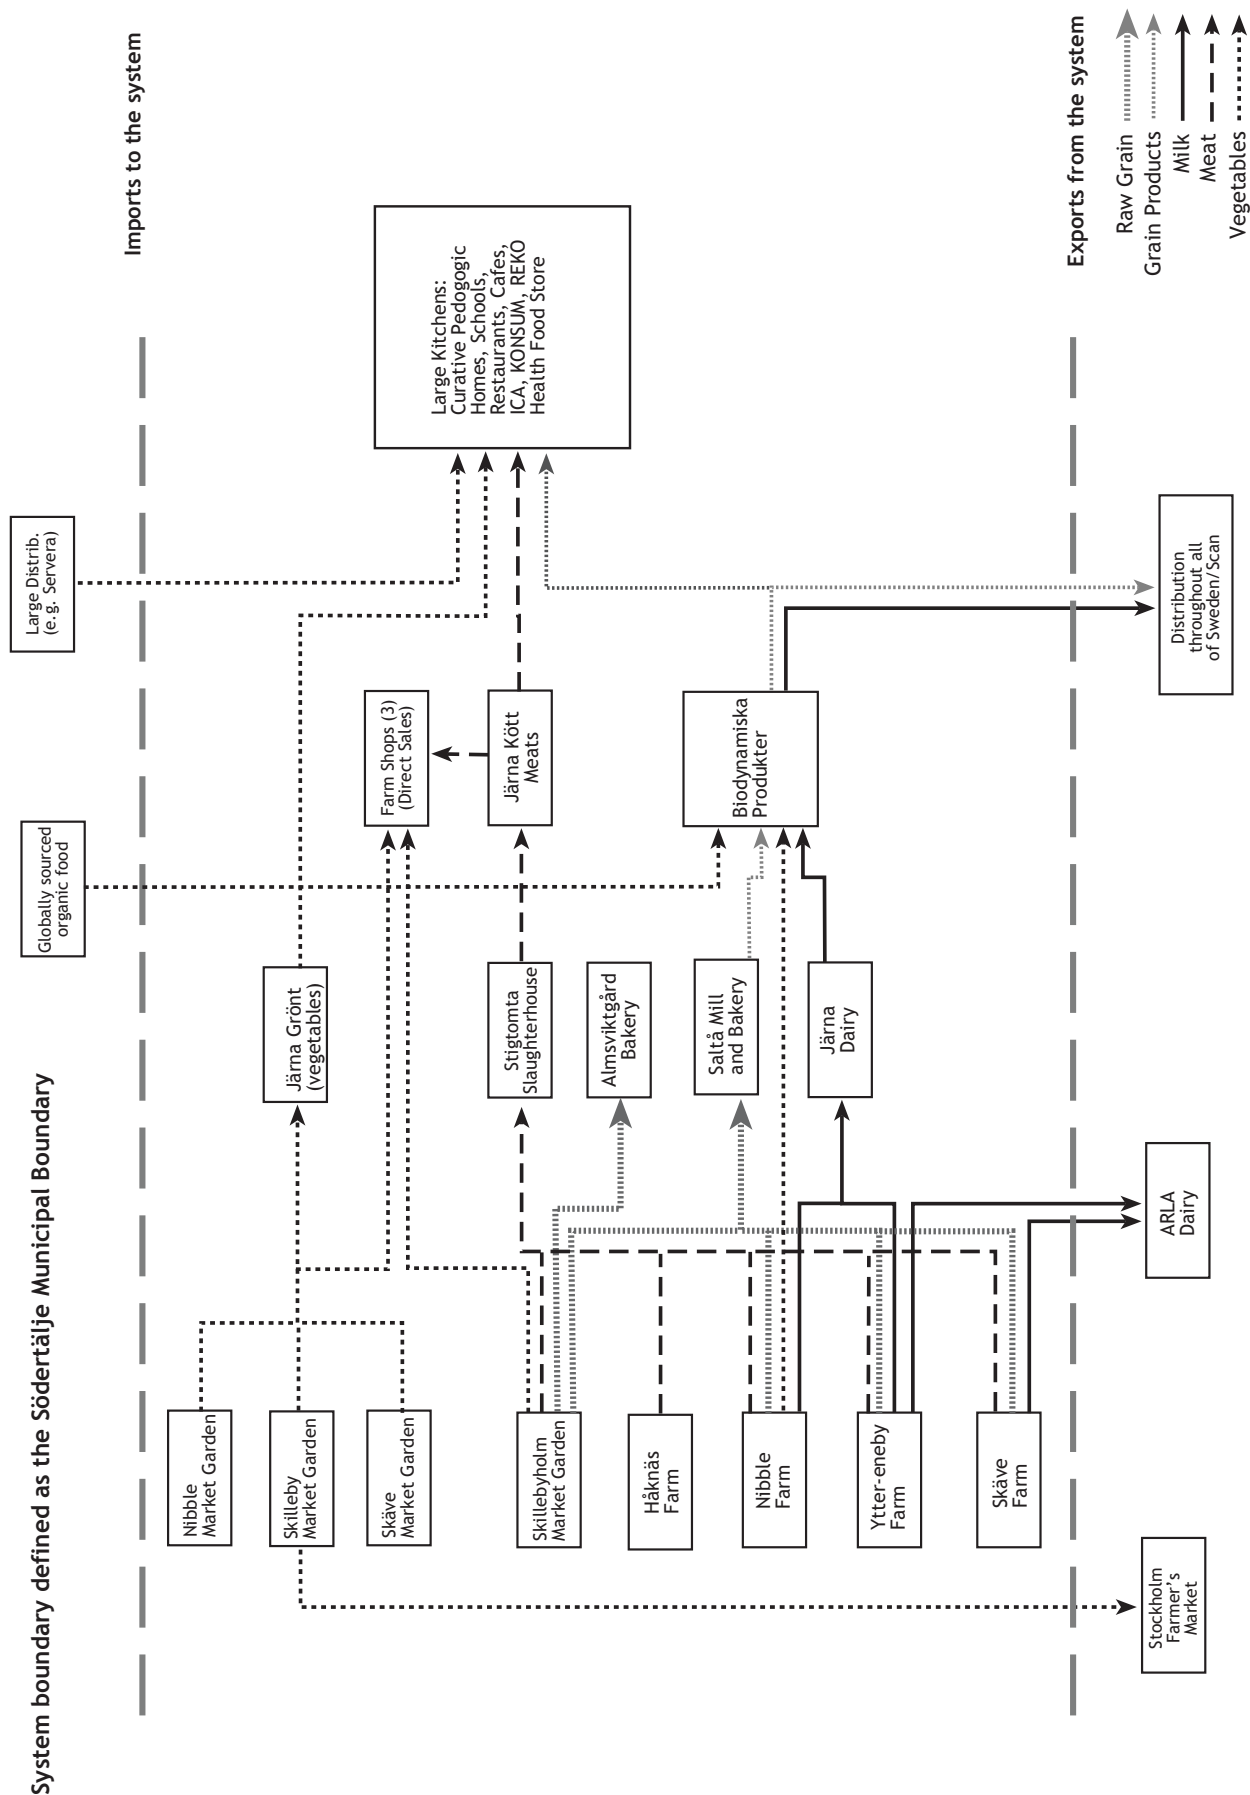 System boundary defined as the Södertälje Municipal Boundary
Imports to the system
Globally sourced
organic food
Large Distrib.
(e.g. Servera)
Nibble
Market Garden
Skilleby
Market Garden
Skäve
Market Garden
Skillebyholm
Market Garden
Håknäs
Farm
Nibble
Farm
Ytter-eneby
Farm
Skäve
Farm
Järna Grönt
(vegetables)
Stigtomta
Slaughterhouse
Almsviktgård
Bakery
Saltå Mill
and Bakery
Järna
Dairy
Farm Shops (3)
(Direct Sales)
Järna Kött
Meats
Biodynamiska
Produkter
Large Kitchens:
Curative Pedogogic
Homes, Schools,
Restaurants, Cafes,
ICA, KONSUM, REKO
Health Food Store
Exports from the system
Stockholm
Farmer's
Market
ARLA
Dairy
Distribution
throughout all
of Sweden/Scan
Raw Grain
Grain Products
Milk
Meat
Vegetables